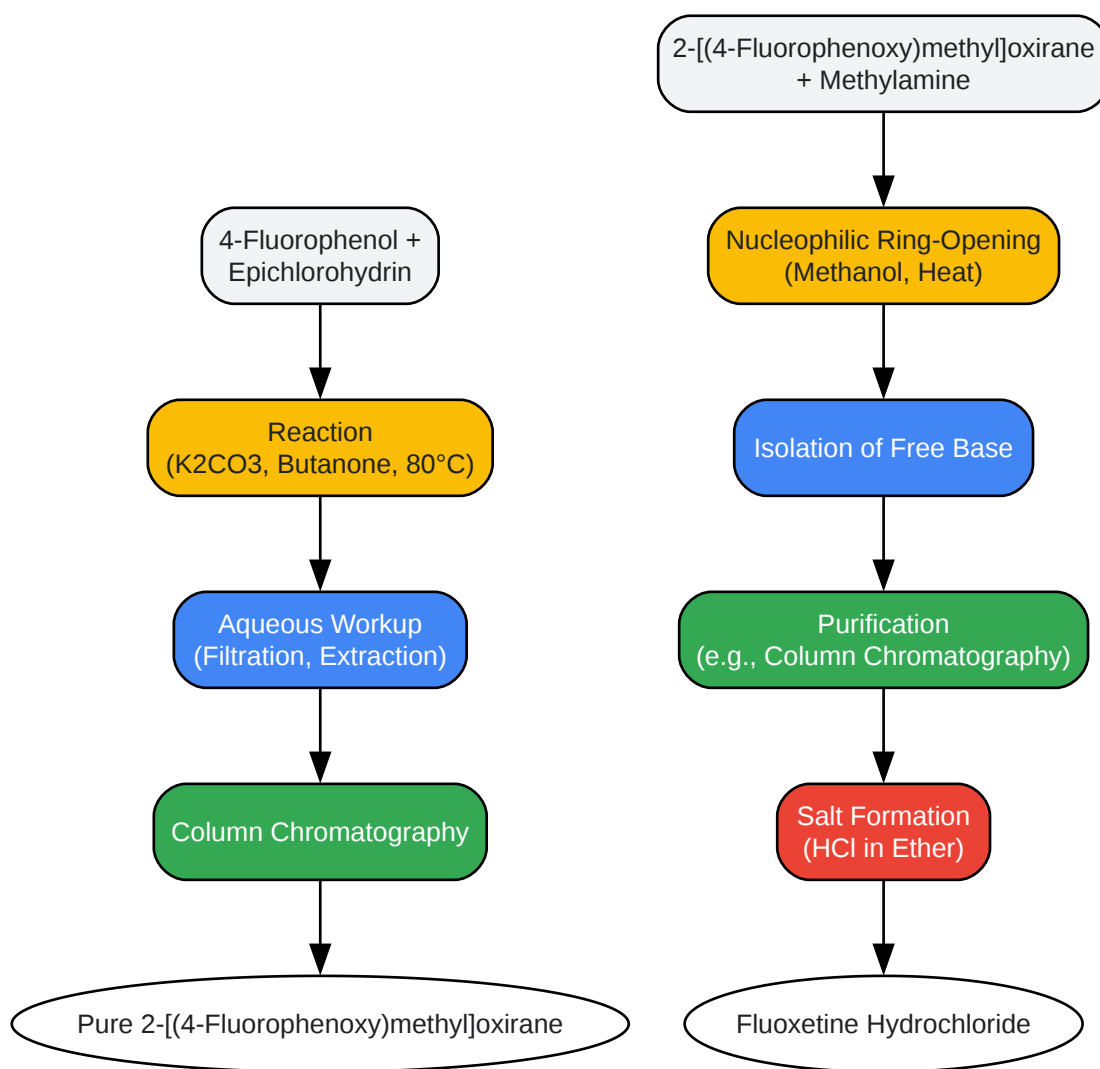 4-Fluorophenol +
Epichlorohydrin
Reaction
(K2CO3, Butanone, 80°C)
Aqueous Workup
(Filtration, Extraction)
Column Chromatography
Pure 2-[(4-Fluorophenoxy)methyl]oxirane
2-[(4-Fluorophenoxy)methyl]oxirane
+ Methylamine
Nucleophilic Ring-Opening
(Methanol, Heat)
Isolation of Free Base
Purification
(e.g., Column Chromatography)
Salt Formation
(HCl in Ether)
Fluoxetine Hydrochloride